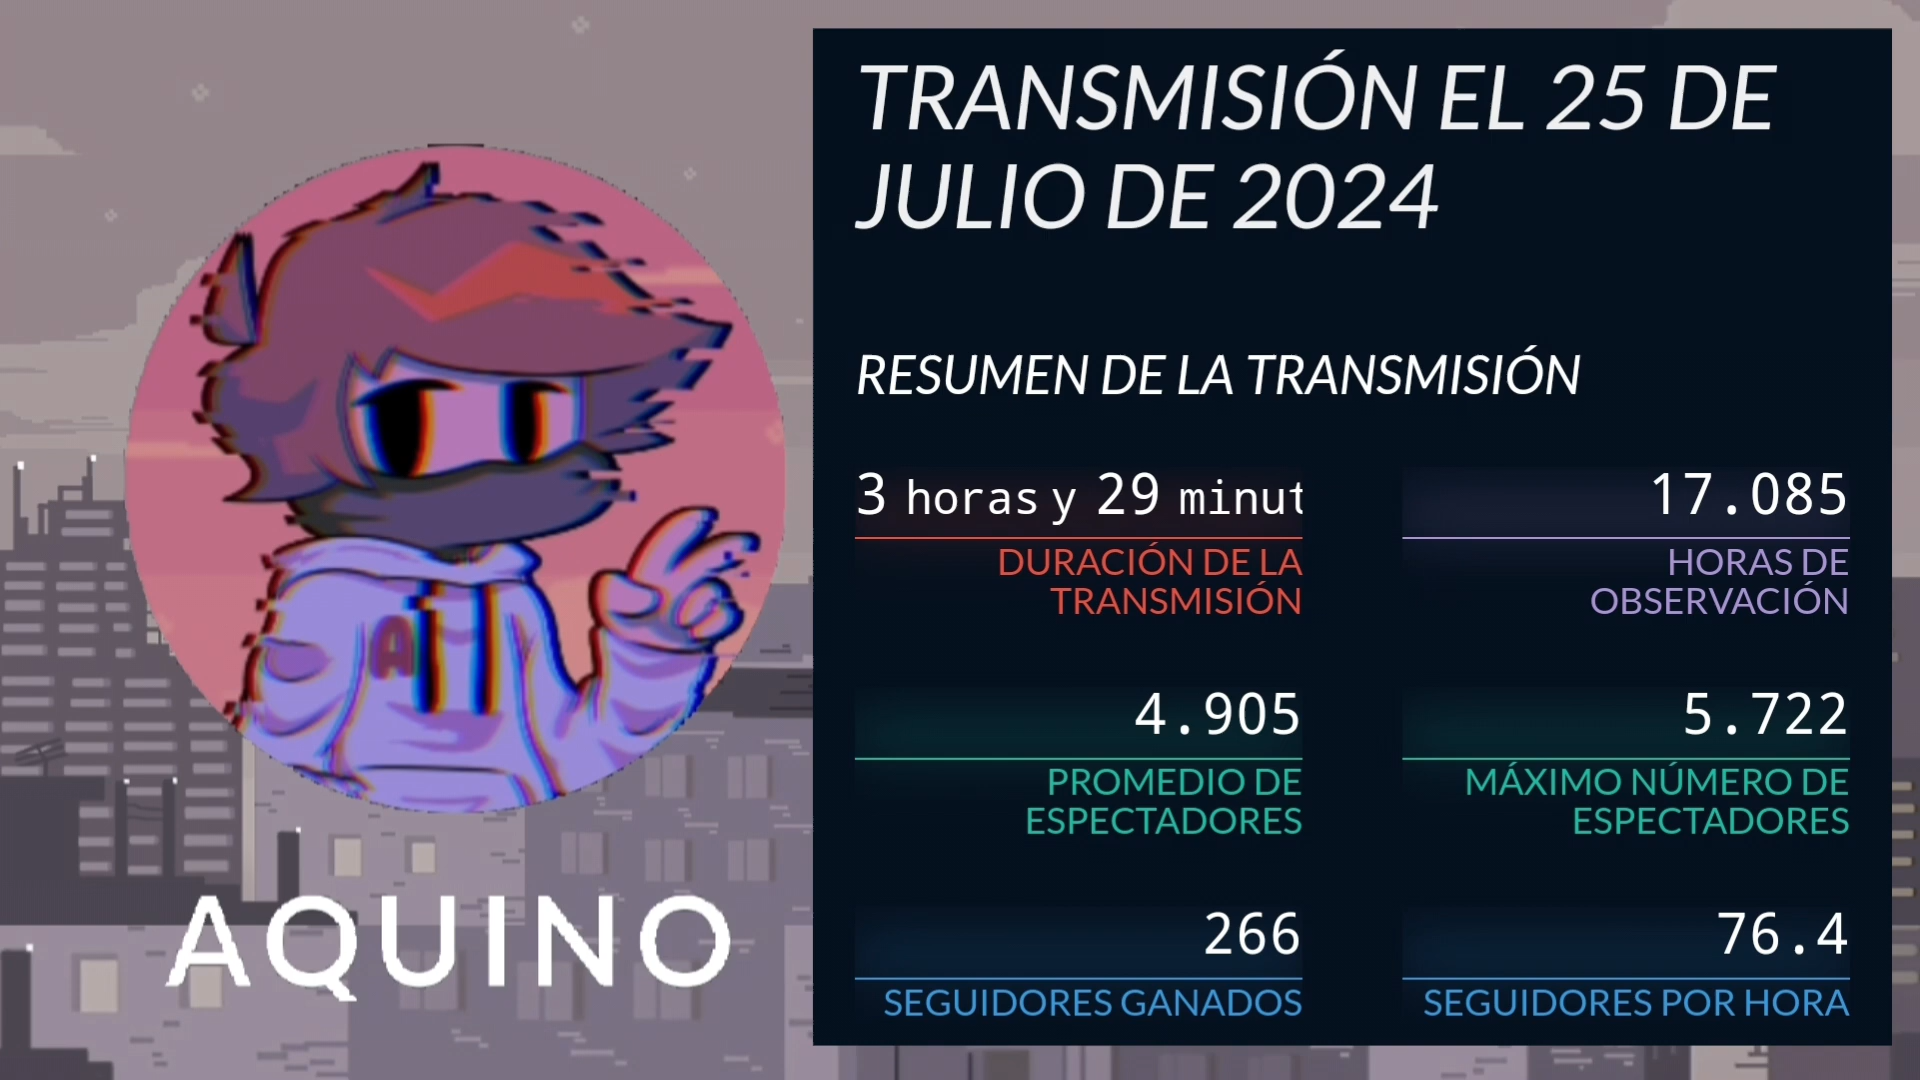 TRANSMISIÓN EL 25 DE
JULIO DE 2024
RESUMEN DE LA TRANSMISIÓN
3 horas y 29 minut
DURACIÓN DE LA
TRANSMISIÓN
17.085
HORAS DE
OBSERVACIÓN
4.905
PROMEDIO DE
ESPECTADORES
5.722
MÁXIMO NÚMERO DE
ESPECTADORES
266
SEGUIDORES GANADOS
76.4
SEGUIDORES POR HORA
A
AQUINO